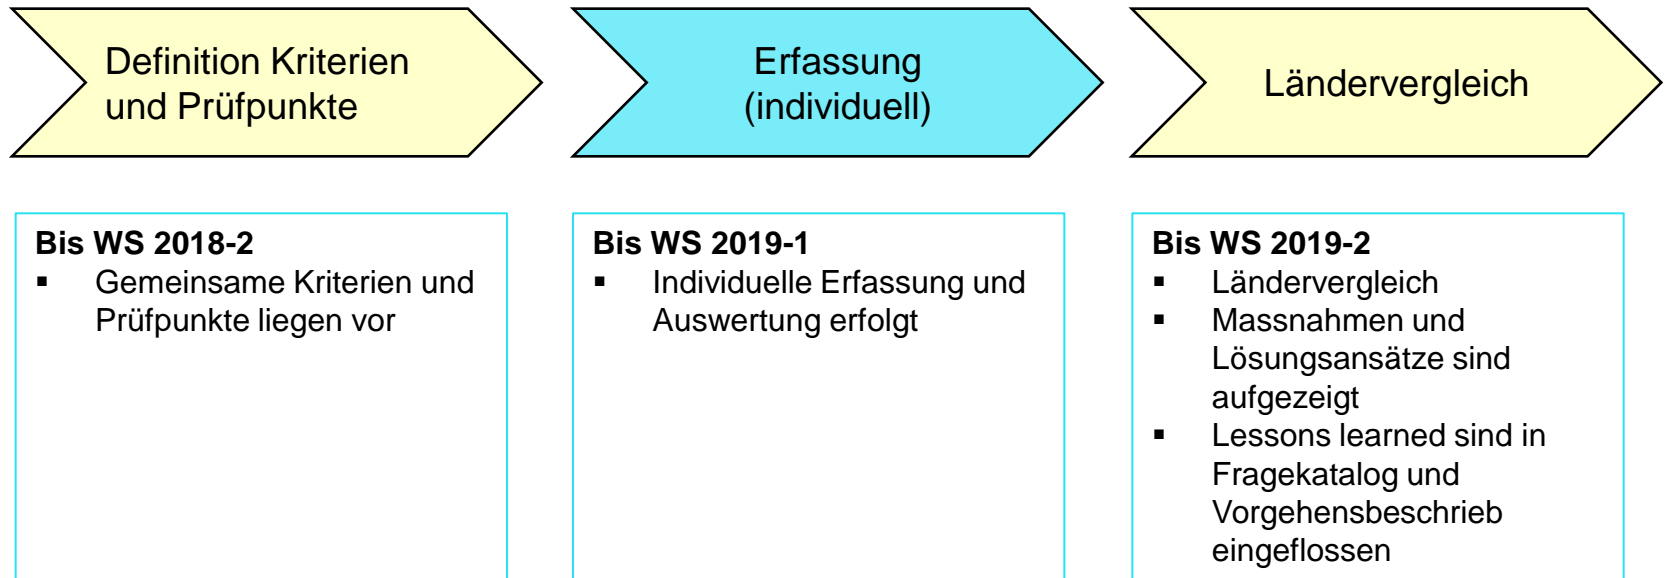 Definition Kriterien
und Prüfpunkte
Erfassung
(individuell)
Ländervergleich
Bis WS 2018-2
▪ Gemeinsame Kriterien und
Prüfpunkte liegen vor
Bis WS 2019-1
▪ Individuelle Erfassung und
Auswertung erfolgt
Bis WS 2019-2
▪ Ländervergleich
▪ Massnahmen und
Lösungsansätze sind
aufgezeigt
▪ Lessons learned sind in
Fragekatalog und
Vorgehensbeschrieb
eingeflossen